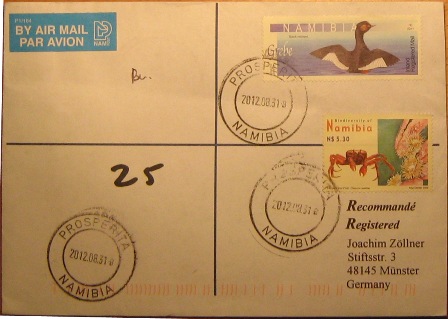 BY AIR MAIL
PAR AVION
NAMIBIA
Grebe
Biodiversity of
Namibia
N$ 5.30
PROSPERITA
2012.08.31
NAMIBIA
PROSPERITA
2012.08.31
NAMIBIA
PROSPERITA
2012.08.31
NAMIBIA
25
Recommandé
Registered
Joachim Zöllner
Stiftsstr. 3
48145 Münster
Germany